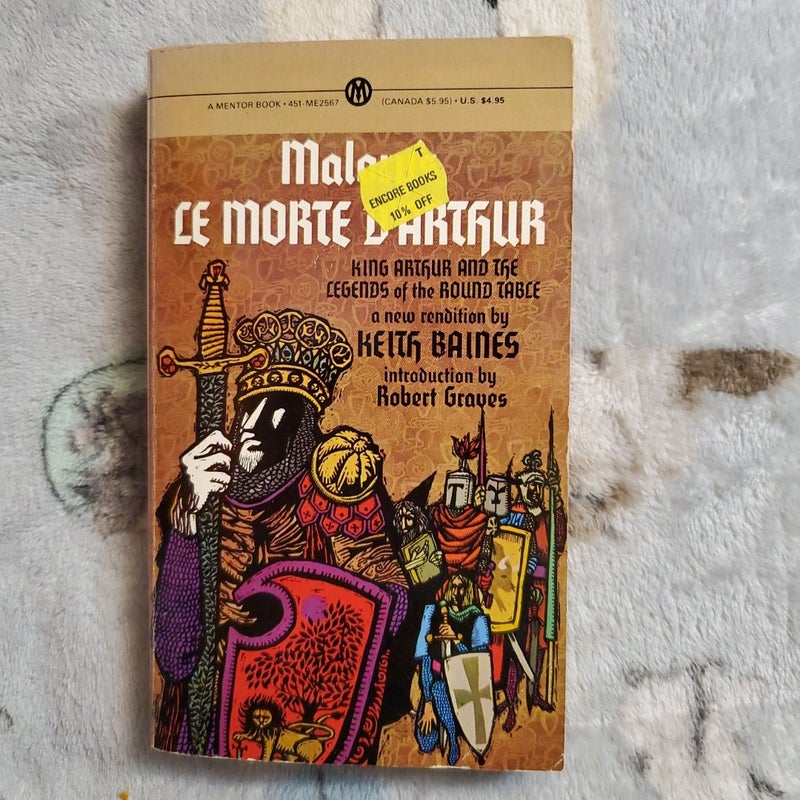 A MENTOR BOOK • 451-ME2567 M (CANADA $5.95) • U.S. $4.95
T
ENCORE BOOKS
10% OFF
LE MORTE D'ARTHUR
KING ARTHUR AND THE
LEGENDS of the ROUND TABLE
a new rendition by
KEITH BAINES
introduction by
Robert Graves